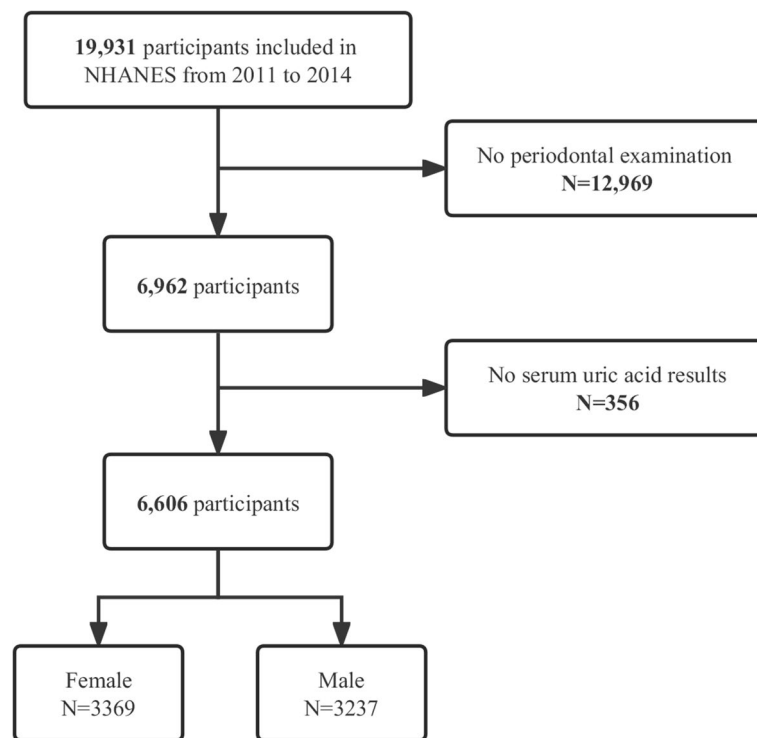 19,931 participants included in
NHANES from 2011 to 2014
No periodontal examination
N=12,969
6,962 participants
No serum uric acid results
N=356
6,606 participants
Female
N=3369
Male
N=3237